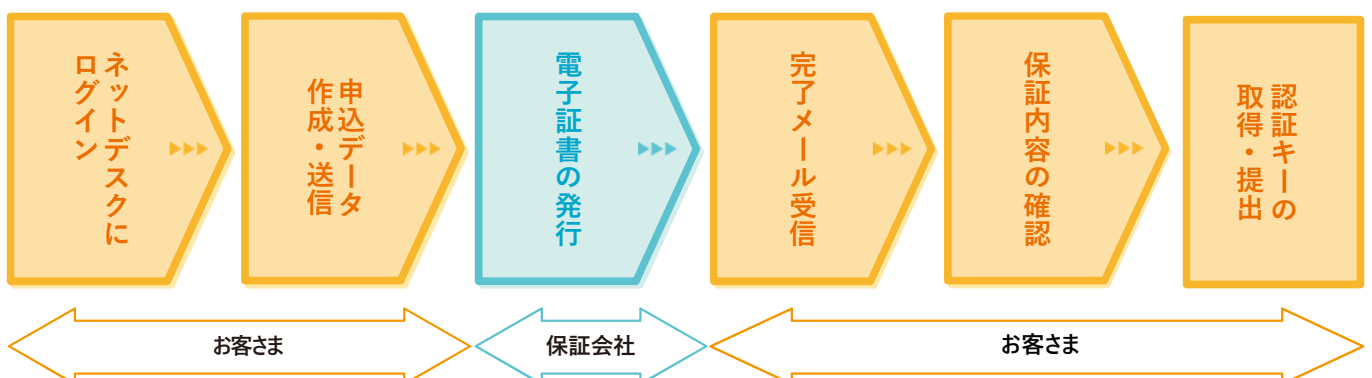 ネットデスクに
ログイン
申込データ
作成・送信
電子証書の発行
完了メール受信
保証内容の確認
認証キーの
取得・提出
お客さま
保証会社
お客さま